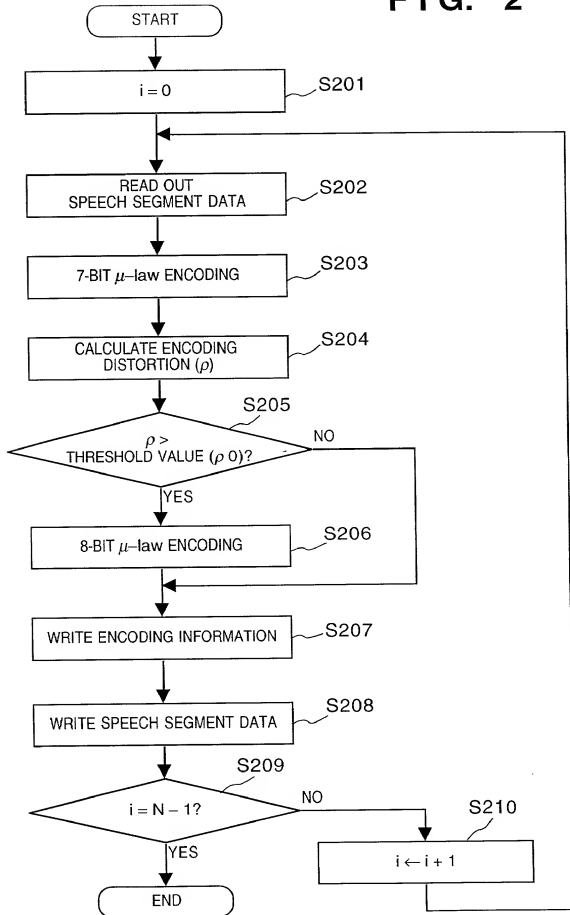 FIG. 2
START
i = 0
S201
READ OUT
SPEECH SEGMENT DATA
S202
7-BIT μ–law ENCODING
S203
CALCULATE ENCODING
DISTORTION (ρ)
S204
S205
ρ >
THRESHOLD VALUE (ρ 0)?
NO
YES
8-BIT μ–law ENCODING
S206
WRITE ENCODING INFORMATION
S207
WRITE SPEECH SEGMENT DATA
S208
S209
i = N – 1?
NO
YES
S210
i ← i + 1
END